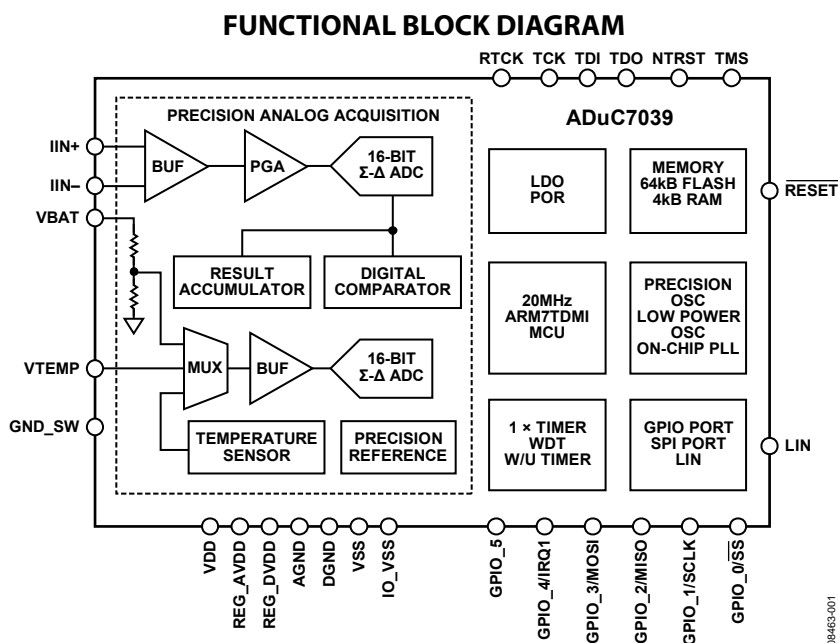 FUNCTIONAL BLOCK DIAGRAM
RTCK TCK TDI TDO NTRST TMS
PRECISION ANALOG ACQUISITION
ADuC7039
IIN+
IIN–
VBAT
VTEMP
GND_SW
BUF
PGA
16-BIT
Σ-Δ ADC
RESULT
ACCUMULATOR
DIGITAL
COMPARATOR
MUX
BUF
16-BIT
Σ-Δ ADC
TEMPERATURE
SENSOR
PRECISION
REFERENCE
LDO
POR
MEMORY
64kB FLASH
4kB RAM
20MHz
ARM7TDMI
MCU
PRECISION
OSC
LOW POWER
OSC
ON-CHIP PLL
1 × TIMER
WDT
W/U TIMER
GPIO PORT
SPI PORT
LIN
RESET
LIN
VDD
REG_AVDD
REG_DVDD
AGND
DGND
VSS
IO_VSS
GPIO_5
GPIO_4/IRQ1
GPIO_3/MOSI
GPIO_2/MISO
GPIO_1/SCLK
GPIO_0/SS
08463-001